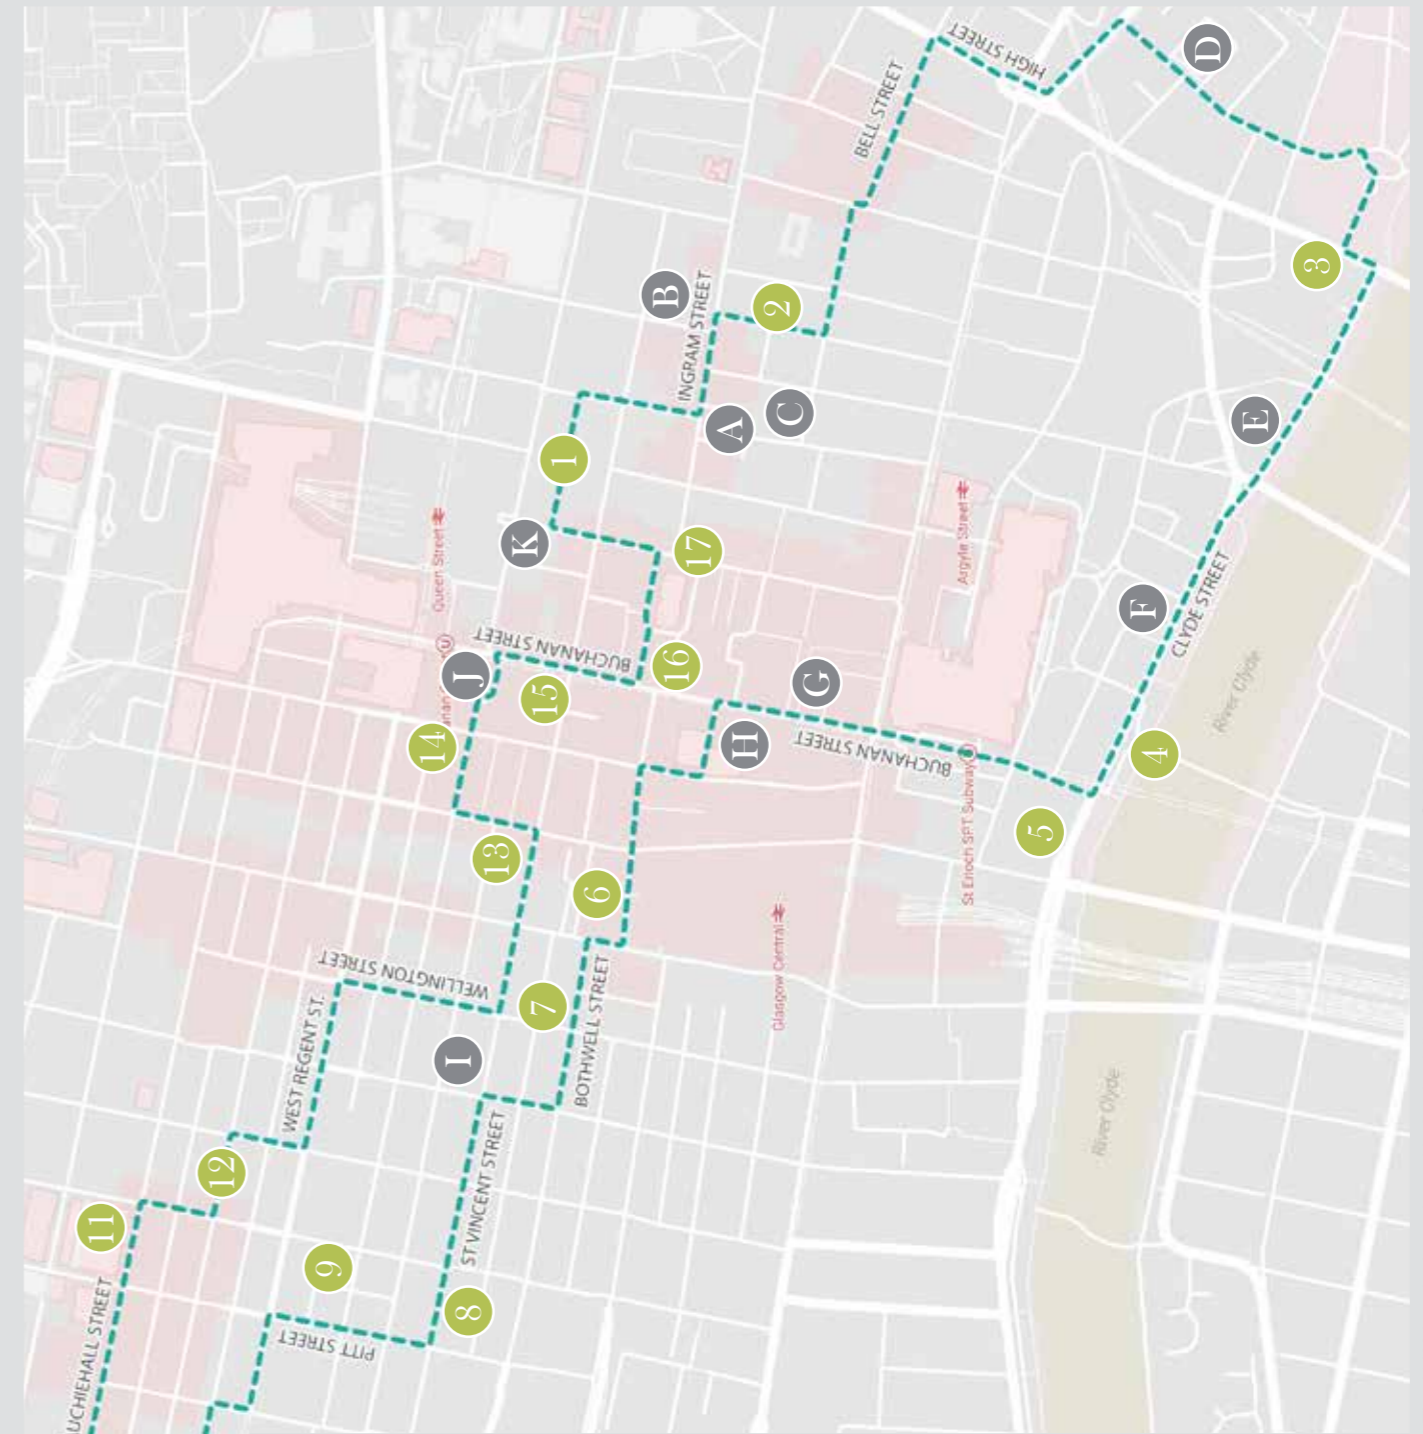 HIGH STREET
D
BELL STREET
3
B
2
INGRAM STREET
A
C
E
1
K
17
Queen Street
Argyle Street
F
CLYDE STREET
River Clyde
BUCHANAN STREET
J
15
16
G
14
H
BUCHANAN STREET
4
5
St Enoch SPT Subway
13
6
Glasgow Central
WELLINGTON STREET
7
BOTHWELL STREET
I
WEST REGENT ST.
River Clyde
12
11
ST VINCENT STREET
9
8
PITT STREET
UCHIEHALL STREET